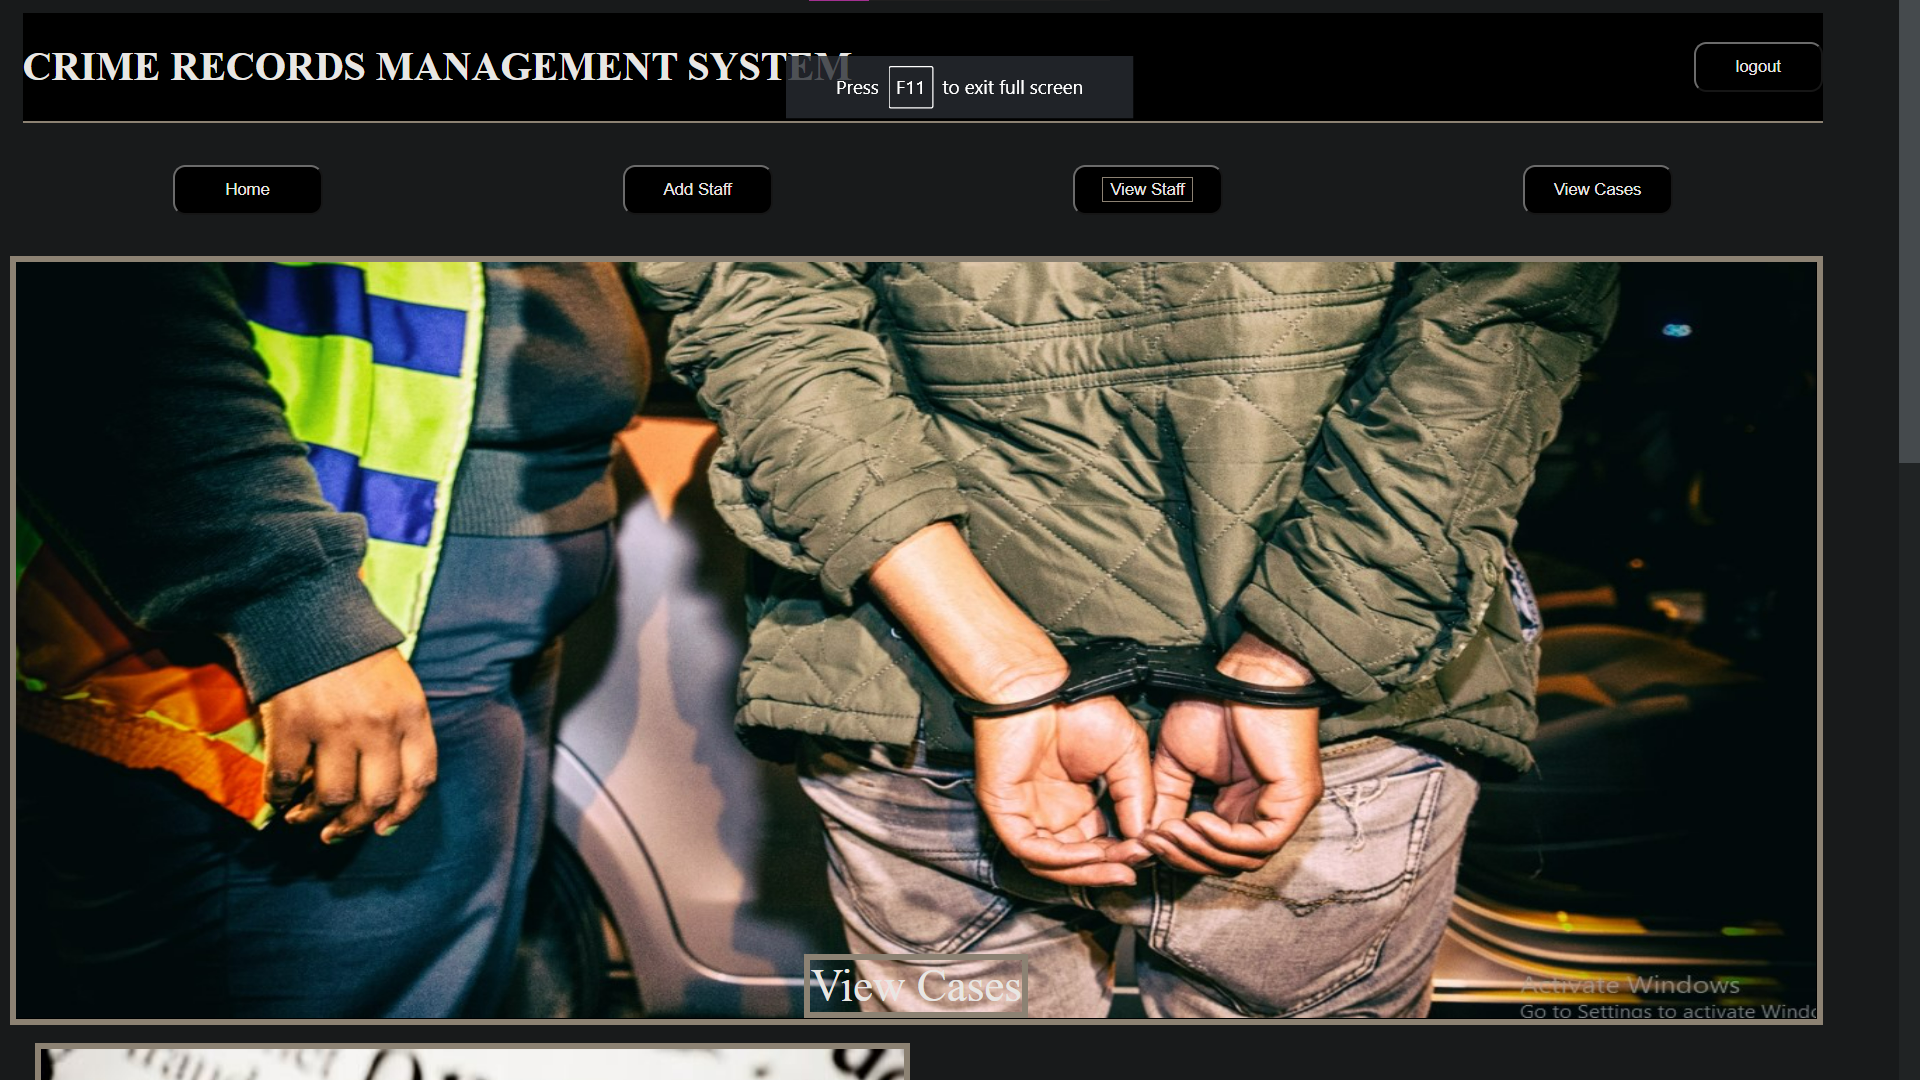 CRIME RECORDS MANAGEMENT SYSTEM
Press F11 to exit full screen
logout
Home
Add Staff
View Staff
View Cases
View Cases
Activate Windows
Go to Settings to activate Windo